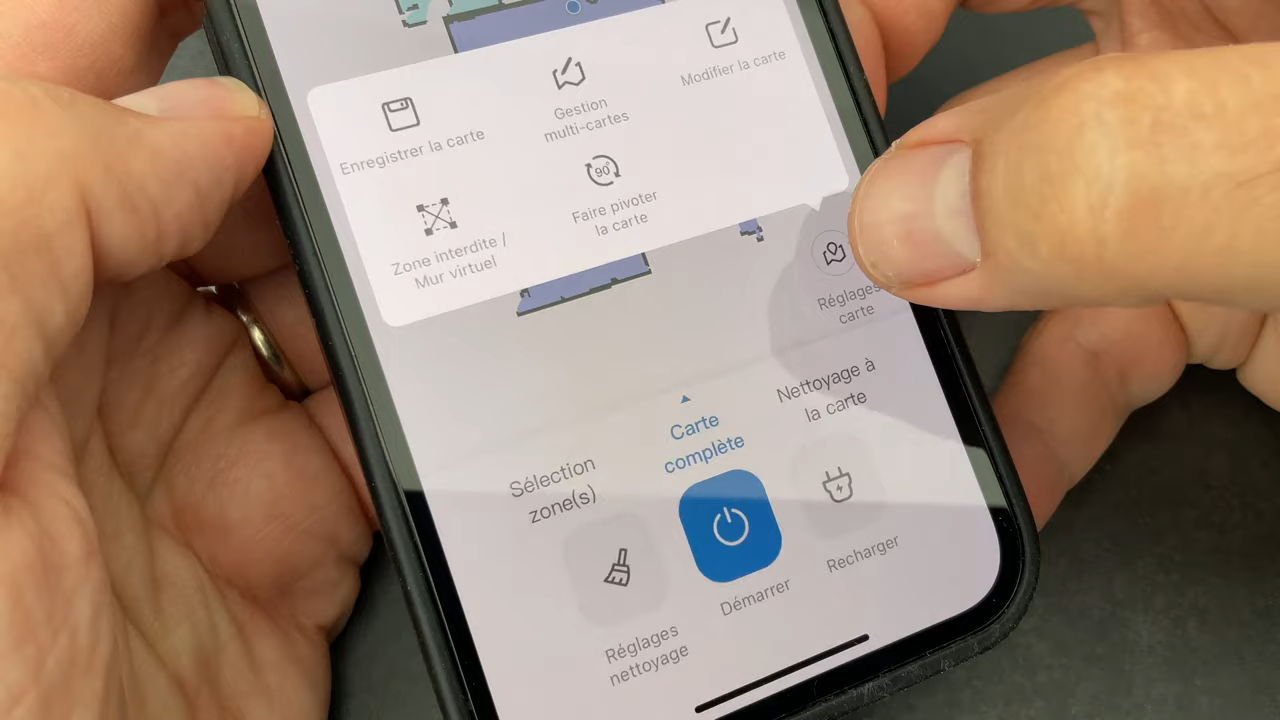 Enregistrer la carte
Gestion
multi-cartes
Modifier la carte
Zone interdite /
Mur virtuel
90°
Faire pivoter
la carte
Réglages
carte
Sélection
zone(s)
Carte
complète
Nettoyage à
la carte
Réglages
nettoyage
Démarrer
Recharger